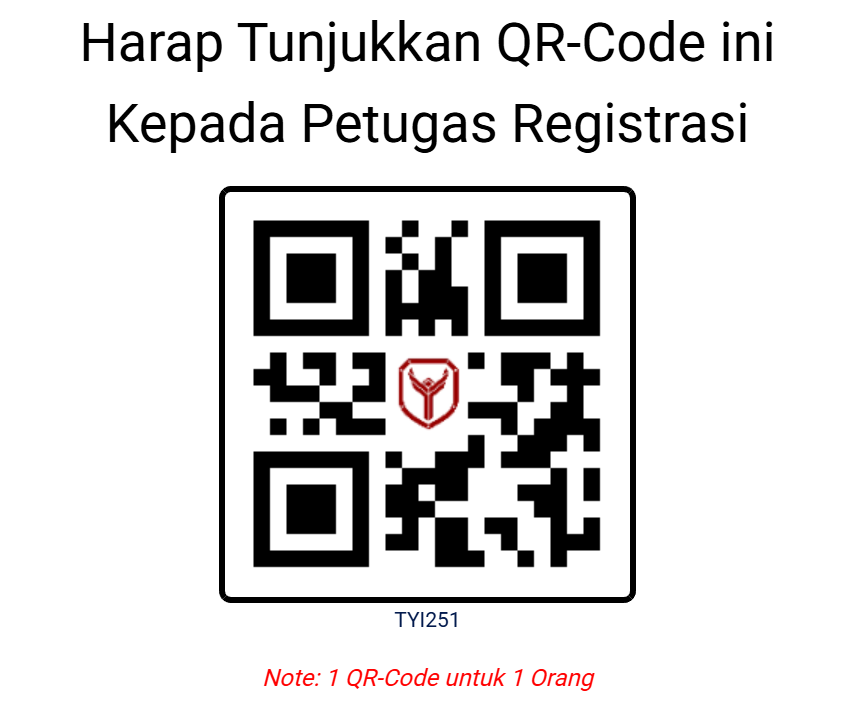 Harap Tunjukkan QR-Code ini
Kepada Petugas Registrasi
TYI251
Note: 1 QR-Code untuk 1 Orang